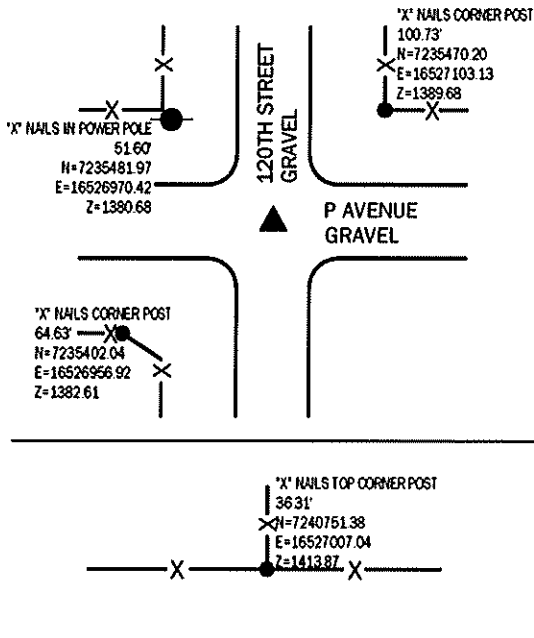 "X" NAILS CORNER POST
100.73'
N=7235470.20
E=16527103.13
Z=1389.68
"X" NAILS IN POWER POLE
51.60'
N=7235481.97
E=16526970.42
Z=1380.68
120TH STREET
GRAVEL
P AVENUE
GRAVEL
"X" NAILS CORNER POST
64.63'
N=7235402.04
E=16526956.92
Z=1382.61
"X" NAILS TOP CORNER POST
36.31'
N=7240751.38
E=16527007.04
Z=1413.87